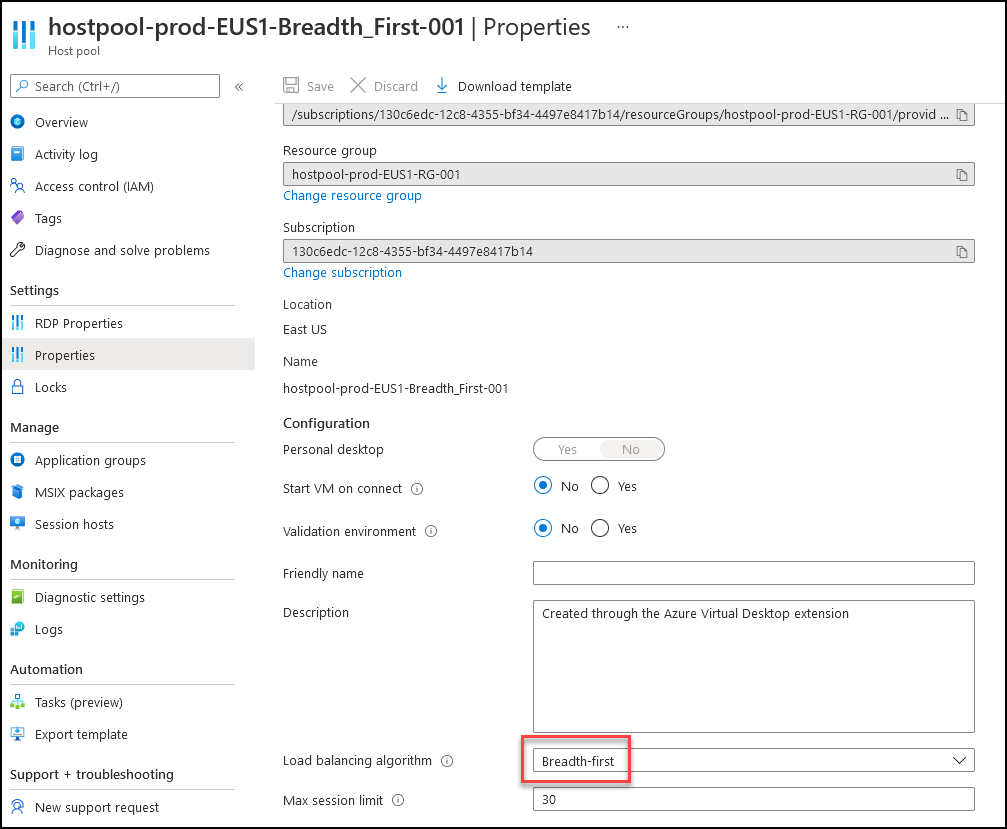 hostpool-prod-EUS1-Breadth_First-001 | Properties ...
Host pool
Search (Ctrl+/)
«
Save
Discard
Download template
Overview
Activity log
Access control (IAM)
Tags
Diagnose and solve problems
Settings
RDP Properties
Properties
Locks
Manage
Application groups
MSIX packages
Session hosts
Monitoring
Diagnostic settings
Logs
Automation
Tasks (preview)
Export template
Support + troubleshooting
New support request
/subscriptions/130c6edc-12c8-4355-bf34-4497e8417b14/resourceGroups/hostpool-prod-EUS1-RG-001/provid ...
Resource group
hostpool-prod-EUS1-RG-001
Change resource group
Subscription
130c6edc-12c8-4355-bf34-4497e8417b14
Change subscription
Location
East US
Name
hostpool-prod-EUS1-Breadth_First-001
Configuration
Personal desktop Yes No
Start VM on connect No Yes
Validation environment No Yes
Friendly name
Description Created through the Azure Virtual Desktop extension
Load balancing algorithm Breadth-first
Max session limit 30